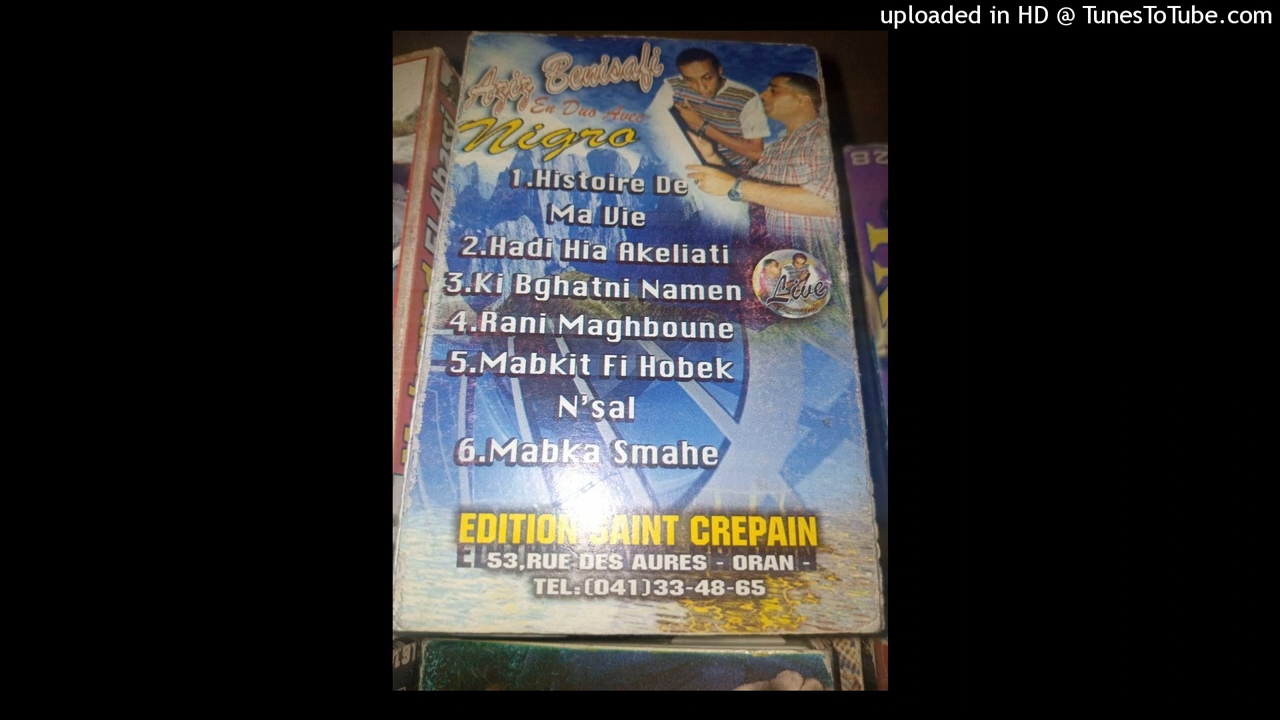 uploaded in HD @ TunesToTube.com
Aziz Benisafi
En Duo Avec
Nigro
1.Histoire De
Ma Vie
2.Hadi Hia Akeliati
3.Ki Bghatni Namen
4.Rani Maghboune
5.Mabkit Fi Hobek
N'sal
6.Mabka Smahe
Live
EDITION SAINT CREPAIN
53,RUE DES AURES - ORAN -
TEL:(041)33-48-65
28